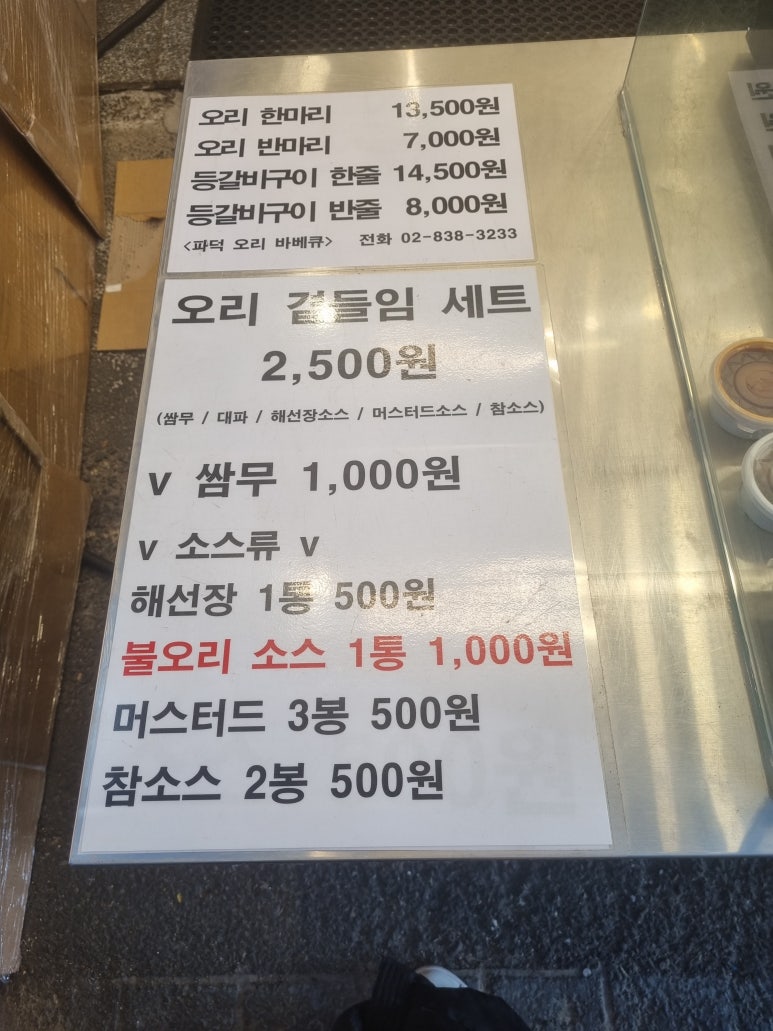 오리 한마리 13,500원
오리 반마리 7,000원
등갈비구이 한줄 14,500원
등갈비구이 반줄 8,000원
<파덕 오리 바베큐> 전화 02-838-3233
오리 곁들임 세트
2,500원
(쌈무 / 대파 / 해선장소스 / 머스터드소스 / 참소스)
v 쌈무 1,000원
v 소스류 v
해선장 1통 500원
불오리 소스 1통 1,000원
머스터드 3봉 500원
참소스 2봉 500원